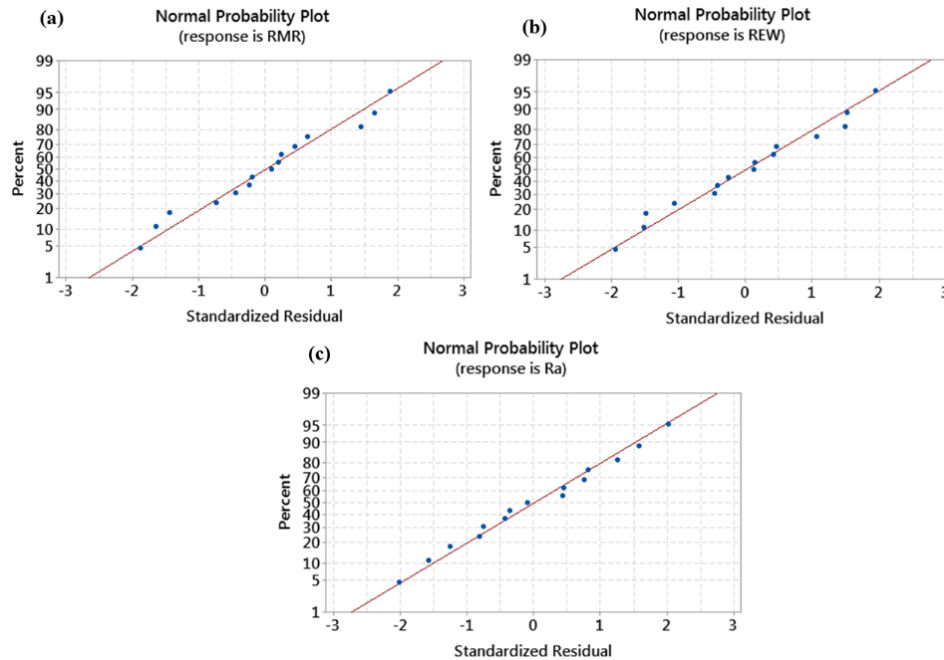 (a)
Normal Probability Plot
(response is RMR)
99
95
90
80
70
60
50
40
30
20
10
5
1
Percent
-3 -2 -1 0 1 2 3
Standardized Residual
(b)
Normal Probability Plot
(response is REW)
99
95
90
80
70
60
50
40
30
20
10
5
1
Percent
-3 -2 -1 0 1 2 3
Standardized Residual
(c)
Normal Probability Plot
(response is Ra)
99
95
90
80
70
60
50
40
30
20
10
5
1
Percent
-3 -2 -1 0 1 2 3
Standardized Residual